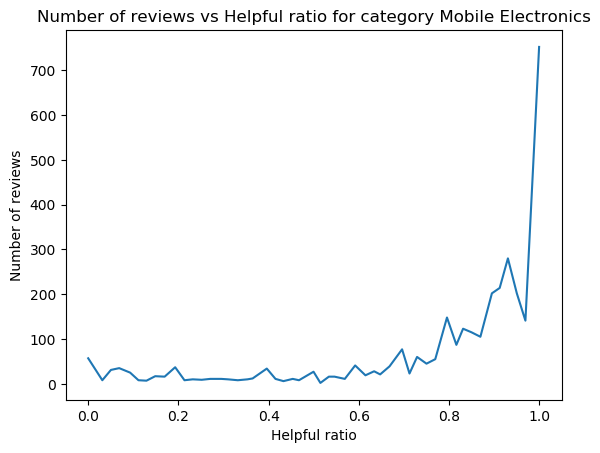 Number of reviews vs Helpful ratio for category Mobile Electronics
700
600
500
400
300
200
100
0
Number of reviews
0.0 0.2 0.4 0.6 0.8 1.0
Helpful ratio